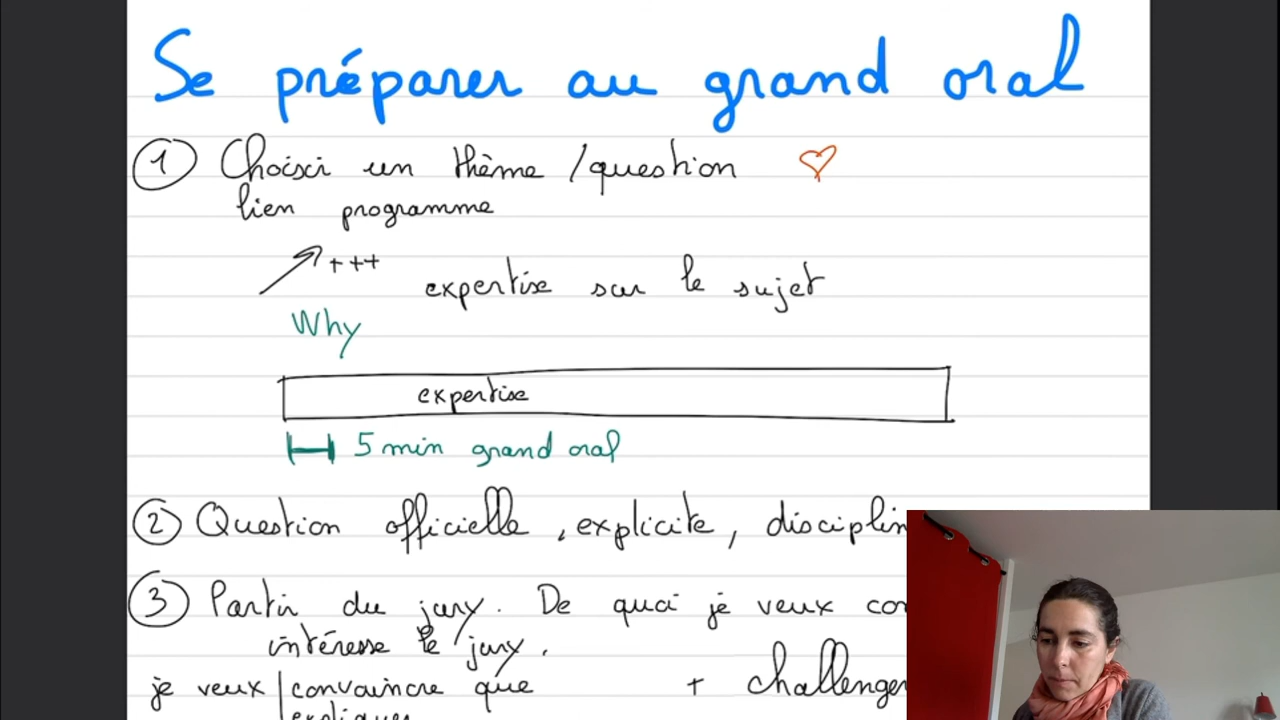 Se préparer au grand oral
① Choisir un thème /question ♡
lien programme
↗ +++ expertise sur le sujet
Why
expertise
5 min grand oral
② Question officielle, explicite, disciplin
③ Partir du jury. De quoi je veux con
intéresse le jury.
je veux convaincre que + challenger
expliquer